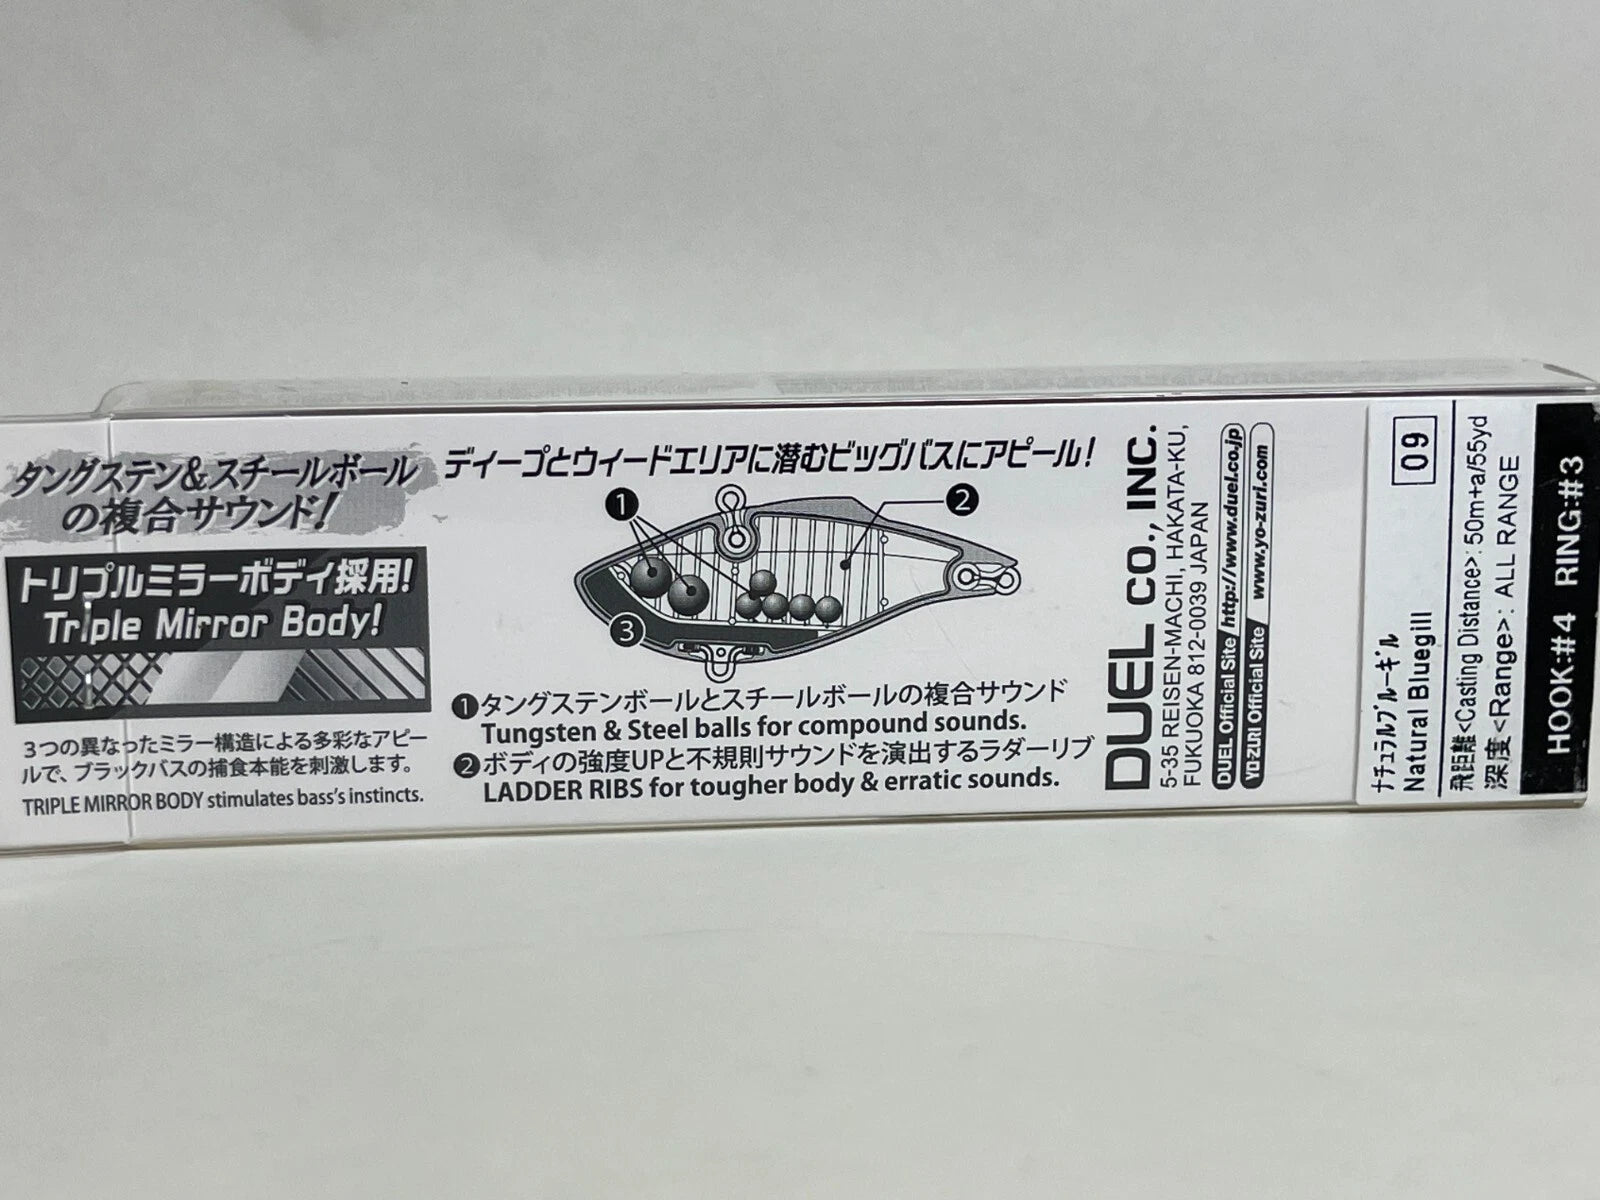 タングステン&スチールボール
の複合サウンド!
トリプルミラーボディ採用!
Triple Mirror Body!
3つの異なったミラー構造による多彩なアピー
ルで、ブラックバスの捕食本能を刺激します。
TRIPLE MIRROR BODY stimulates bass's instincts.
ディープとウィードエリアに潜むビッグバスにアピール!
1
2
3
1 タングステンボールとスチールボールの複合サウンド
Tungsten & Steel balls for compound sounds.
2 ボディの強度UPと不規則サウンドを演出するラダーリブ
LADDER RIBS for tougher body & erratic sounds.
DUEL CO., INC.
5-35 REISEN-MACHI, HAKATA-KU,
FUKUOKA 812-0039 JAPAN
DUEL Official Site http://www.duel.co.jp
YO-ZURI Official Site www.yo-zuri.com
09
ナチュラルブルーギル
Natural Bluegill
飛距離<Casting Distance>: 50m+af/55yd
深度<Range>: ALL RANGE
HOOK:#4 RING:#3